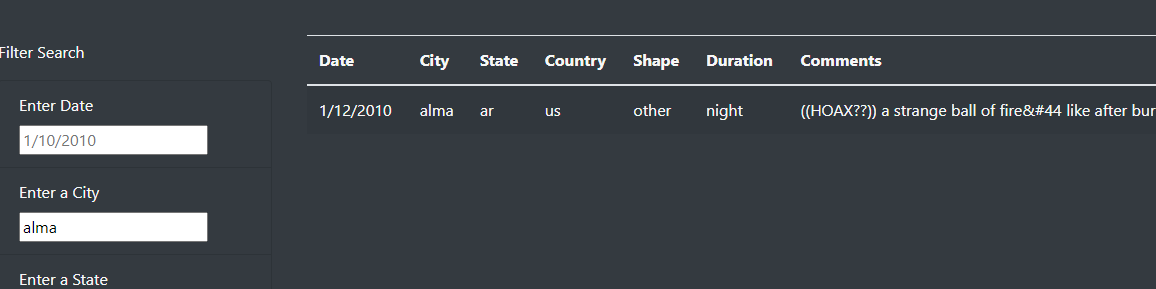 Filter Search
Enter Date
1/10/2010
Enter a City
alma
Enter a State
Date City State Country Shape Duration Comments
1/12/2010 alma ar us other night ((HOAX??)) a strange ball of fire&#44 like after bur